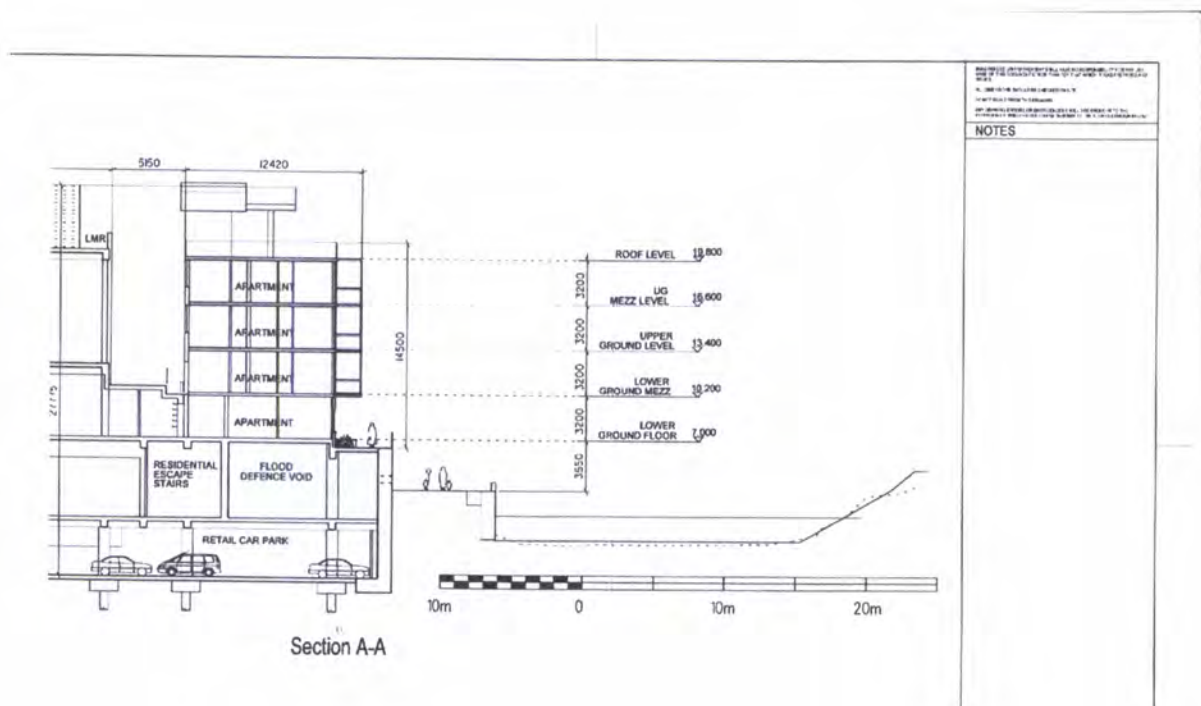 NOTES
5150
12420
LMR
ROOF LEVEL 19.800
APARTMENT
3200
UG
MEZZ LEVEL 16.600
APARTMENT
3200
14500
UPPER
GROUND LEVEL 13.400
APARTMENT
3200
27775
LOWER
GROUND MEZZ 10.200
APARTMENT
3200
LOWER
GROUND FLOOR 7.000
RESIDENTIAL
ESCAPE
STAIRS
FLOOD
DEFENCE VOID
3550
RETAIL CAR PARK
10m 0 10m 20m
Section A-A